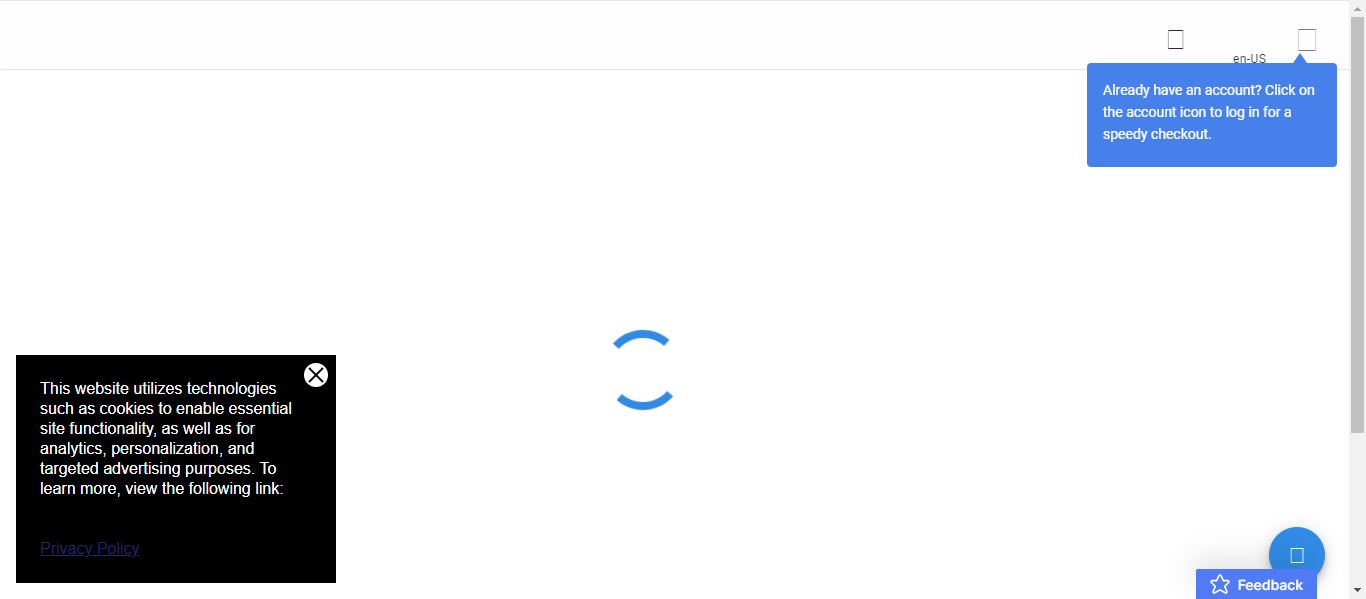 en-US
Already have an account? Click on
the account icon to log in for a
speedy checkout.
This website utilizes technologies
such as cookies to enable essential
site functionality, as well as for
analytics, personalization, and
targeted advertising purposes. To
learn more, view the following link:
Privacy Policy
Feedback